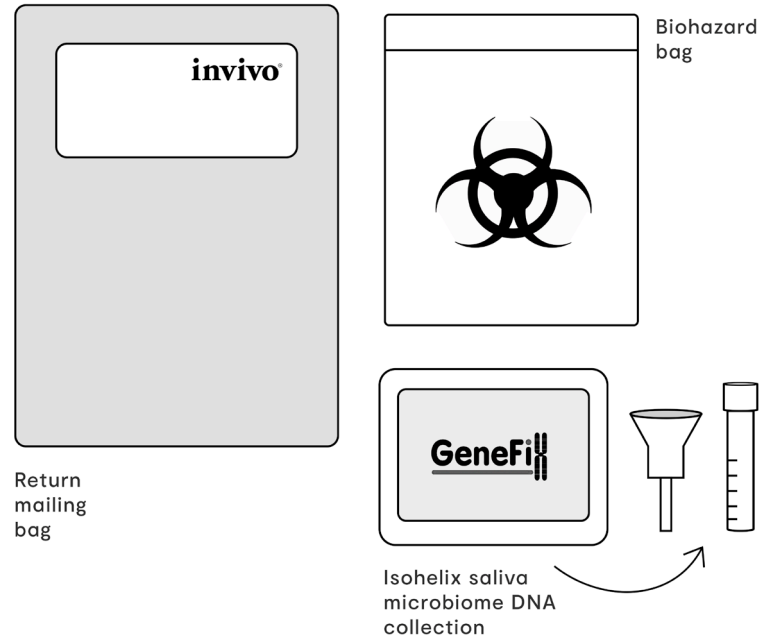 invivo
Biohazard
bag
GeneFiX
Return
mailing
bag
Isohelix saliva
microbiome DNA
collection